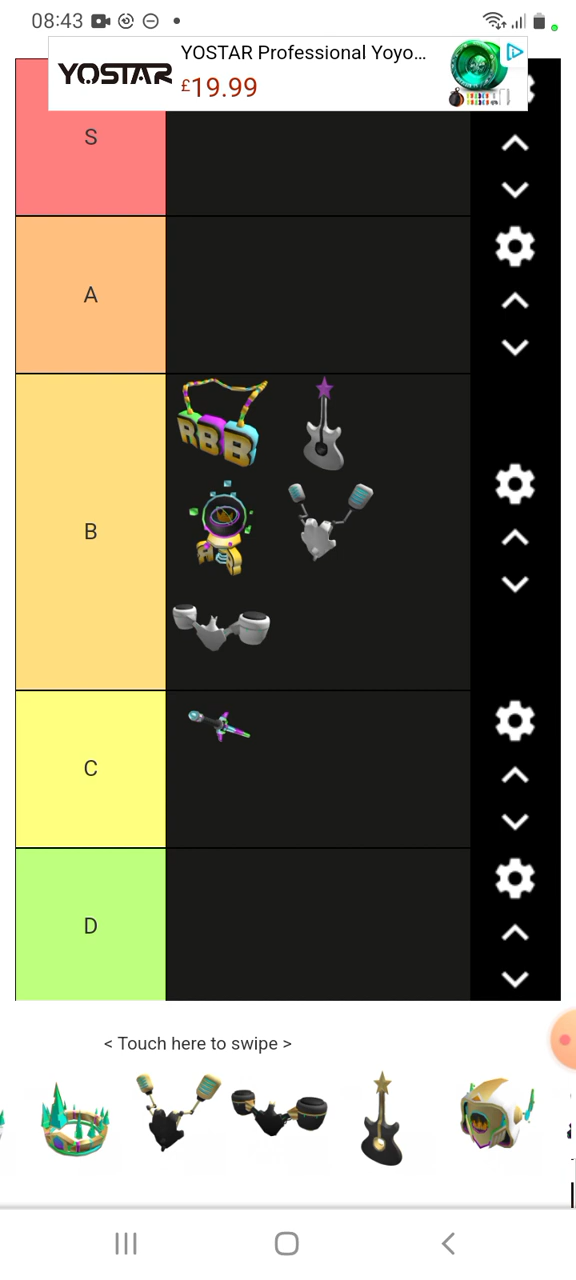 08:43
YOSTAR
YOSTAR Professional Yoyo...
£19.99
S
A
RBB
B
C
D
< Touch here to swipe >